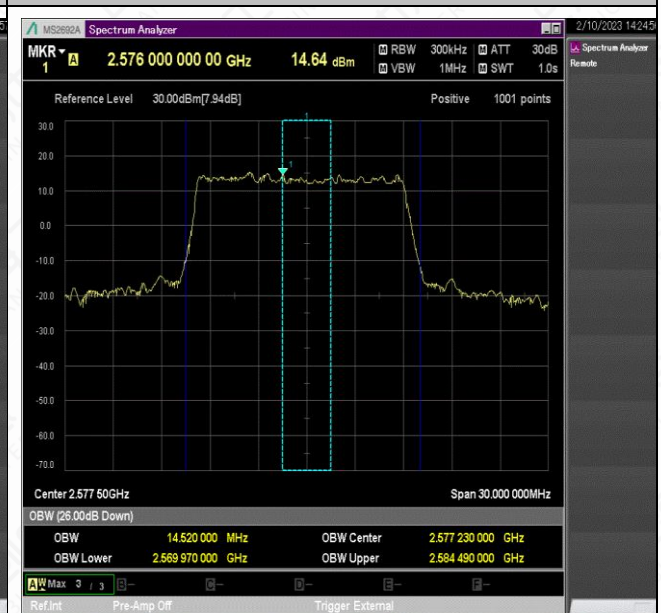 MS2692A Spectrum Analyzer
2/10/2023 14:24:5
MKR A 2.576 000 000 00 GHz 14.64 dBm M RBW 300kHz M ATT 30dB
1 M VBW 1MHz M SWT 1.0s
Spectrum Analyzer
Remote
Reference Level 30.00dBm[7.94dB] Positive 1001 points
1
30.0
20.0
1
10.0
0.0
-10.0
-20.0
-30.0
-40.0
-50.0
-60.0
-70.0
Center 2.577 50GHz Span 30.000 000MHz
OBW (26.00dB Down)
OBW 14.520 000 MHz OBW Center 2.577 230 000 GHz
OBW Lower 2.569 970 000 GHz OBW Upper 2.584 490 000 GHz
A W Max 3 / 3 B- C- D- E- F-
Ref.Int Pre-Amp Off Trigger External